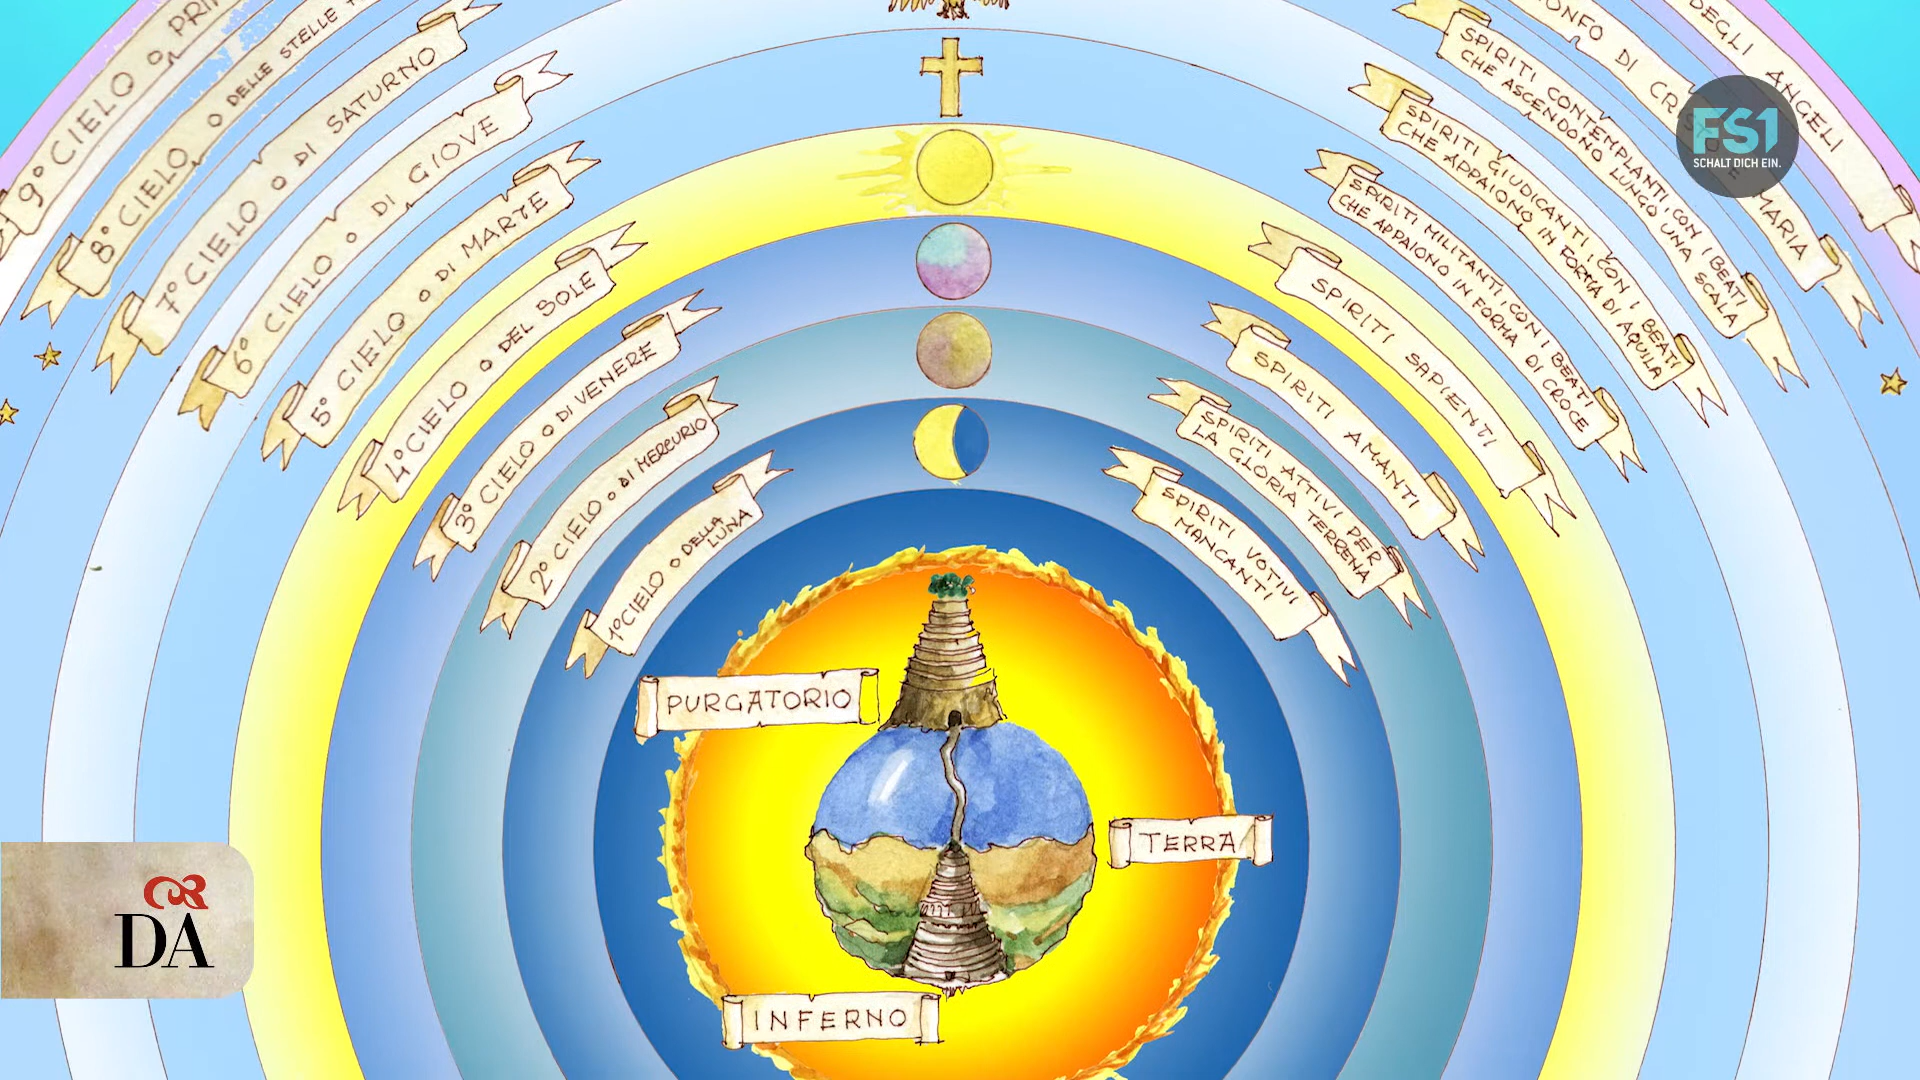 9° CIELO o PRI
8° CIELO o DELLE STELLE
7° CIELO o DI SATURNO
6° CIELO o DI GIOVE
5° CIELO o DI MARTE
4° CIELO o DEL SOLE
3° CIELO o DI VENERE
2° CIELO o DI MERCURIO
1° CIELO o DELLA
LUNA
DEGLI ANGELI
DI
MARIA
SPIRITI CONTEMPLANTI, CON I BEATI
CHE ASCENDONO LUNGO UNA SCALA
SPIRITI GIUDICANTI, CON I BEATI
CHE APPAIONO IN FORMA DI AQUILA
SPIRITI MILITANTI, CON I BEATI
CHE APPAIONO IN FORMA DI CROCE
SPIRITI SAPIENTI
SPIRITI AMANTI
SPIRITI ATTIVI PER
LA GLORIA TERRENA
SPIRITI VOTIVI
MANCANTI
FS1
SCHALT DICH EIN.
PURGATORIO
TERRA
INFERNO
DA